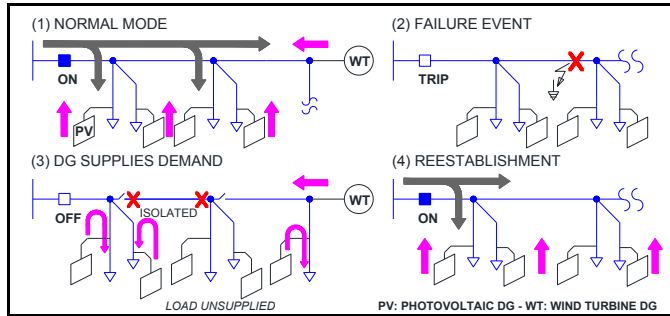 (1) NORMAL MODE
ON
WT
PV
(2) FAILURE EVENT
TRIP
(3) DG SUPPLIES DEMAND
OFF
ISOLATED
WT
LOAD UNSUPPLIED
(4) REESTABLISHMENT
ON
PV: PHOTOVOLTAIC DG - WT: WIND TURBINE DG